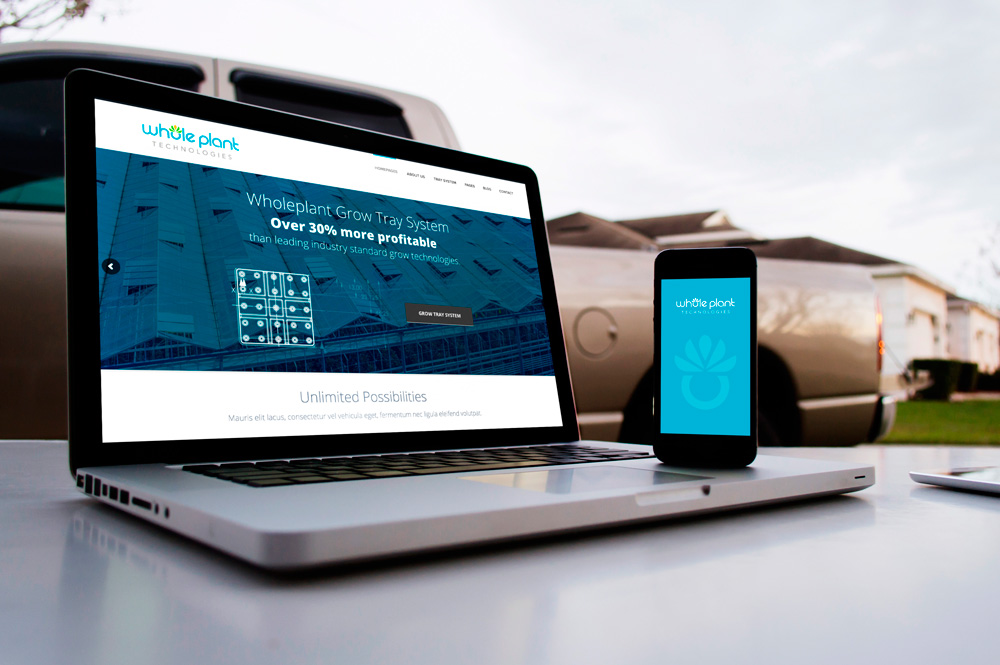 whole plant
TECHNOLOGIES
HOMEPAGES ABOUT US TRAY SYSTEM PAGES BLOG CONTACT
Wholeplant Grow Tray System
Over 30% more profitable
than leading industry standard grow technologies
GROW TRAY SYSTEM
Unlimited Possibilities
Mauris elit lacus, consectetur vel vehicula eget, fermentum nec ligula eleifend volutpat.
whole plant
TECHNOLOGIES